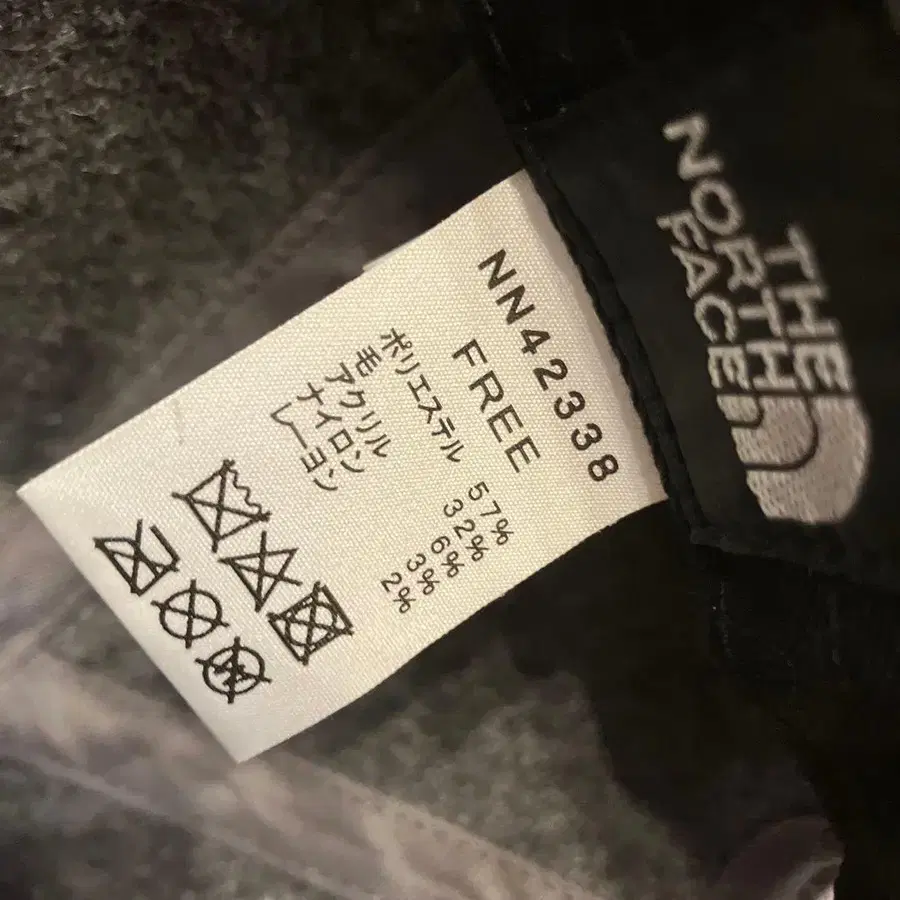 THE
NORTH
FACE
NN42338
FREE
ポリエステル 57%
毛 32%
アクリル 6%
ナイロン 3%
レーヨン 2%